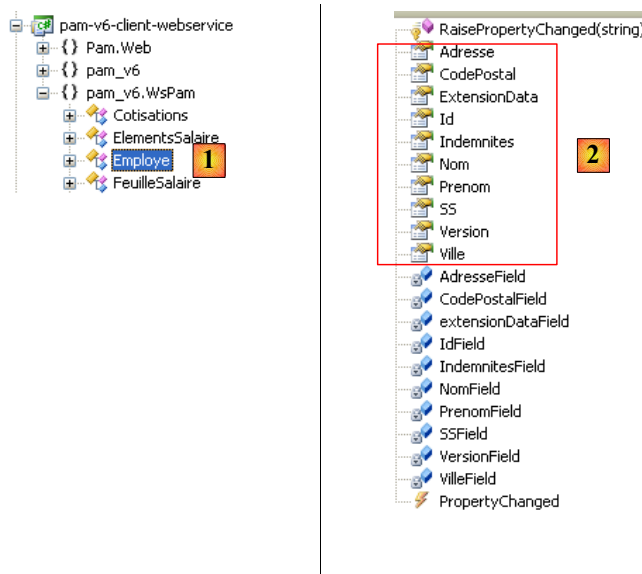 pam-v6-client-webservice
{} Pam.Web
{} pam_v6
{} pam_v6.WsPam
Cotisations
ElementsSalaire
Employe
1
FeuilleSalaire
RaisePropertyChanged(string)
Adresse
CodePostal
ExtensionData
Id
Indemnites
2
Nom
Prenom
SS
Version
Ville
AdresseField
CodePostalField
extensionDataField
IdField
IndemnitesField
NomField
PrenomField
SSField
VersionField
VilleField
PropertyChanged